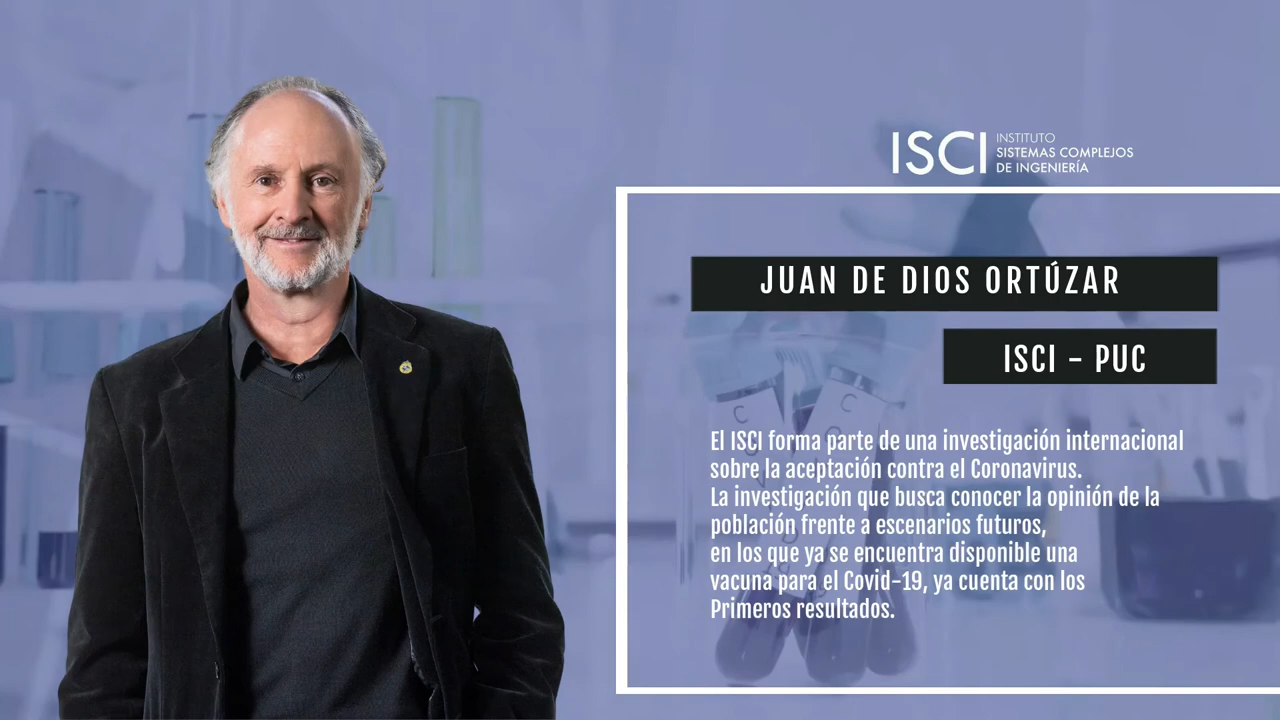 ISCI
INSTITUTO
SISTEMAS COMPLEJOS
DE INGENIERÍA
JUAN DE DIOS ORTÚZAR
ISCI - PUC
El ISCI forma parte de una investigación internacional
sobre la aceptación contra el Coronavirus.
La investigación que busca conocer la opinión de la
población frente a escenarios futuros,
en los que ya se encuentra disponible una
vacuna para el Covid-19, ya cuenta con los
Primeros resultados.